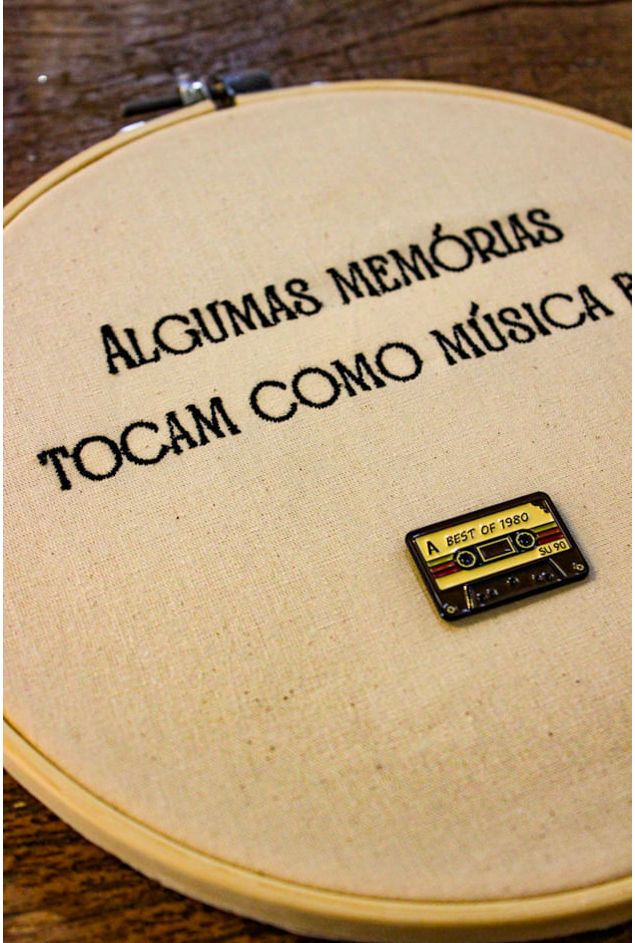 ALGUMAS MEMÓRIAS
TOCAM COMO MÚSICA
A BEST OF 1980
SU 90